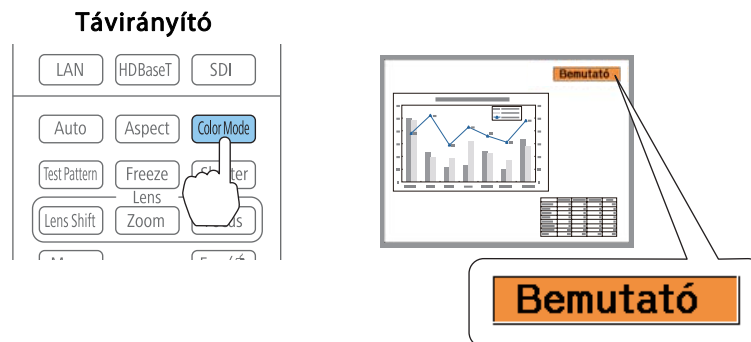 Távirányító
LAN HDBaseT SDI
Auto Aspect Color Mode
Test Pattern Freeze
Lens
Lens Shift Zoom
Bemutató
Bemutató